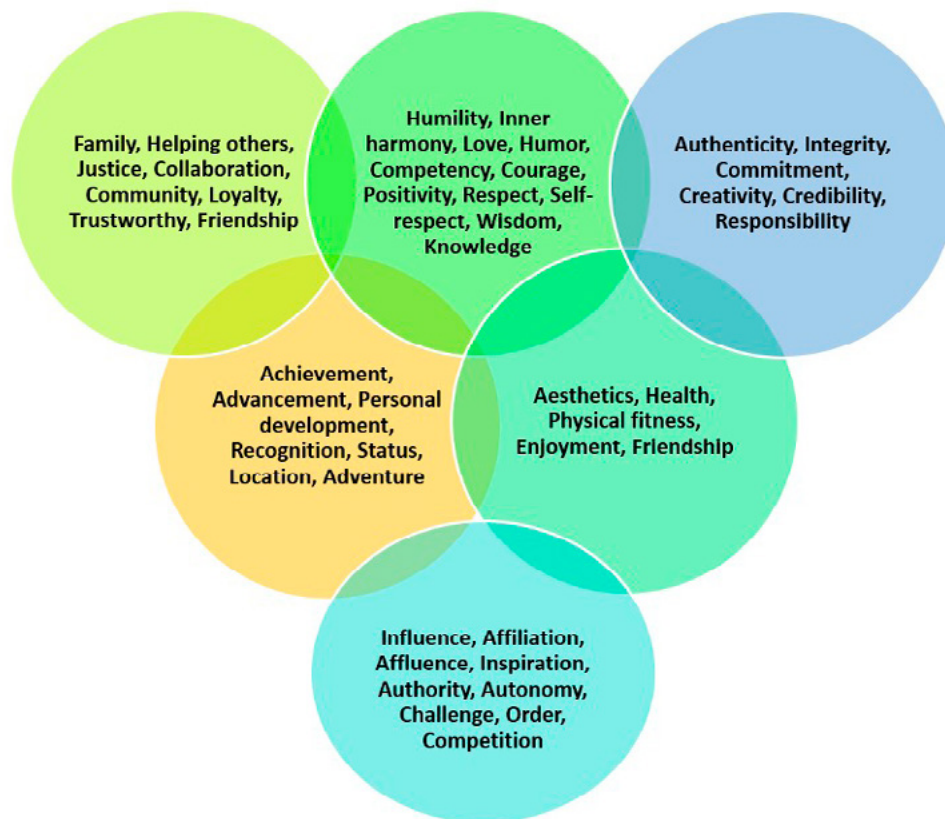 Family, Helping others,
Justice, Collaboration,
Community, Loyalty,
Trustworthy, Friendship
Humility, Inner
harmony, Love, Humor,
Competency, Courage,
Positivity, Respect, Self-
respect, Wisdom,
Knowledge
Authenticity, Integrity,
Commitment,
Creativity, Credibility,
Responsibility
Achievement,
Advancement, Personal
development,
Recognition, Status,
Location, Adventure
Aesthetics, Health,
Physical fitness,
Enjoyment, Friendship
Influence, Affiliation,
Affluence, Inspiration,
Authority, Autonomy,
Challenge, Order,
Competition